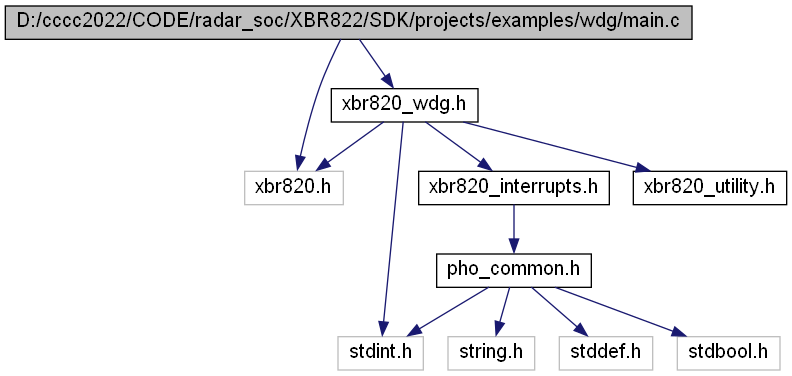 D:/cccc2022/CODE/radar_soc/XBR822/SDK/projects/examples/wdg/main.c
xbr820_wdg.h
xbr820.h
xbr820_interrupts.h
xbr820_utility.h
pho_common.h
stdint.h
string.h
stddef.h
stdbool.h